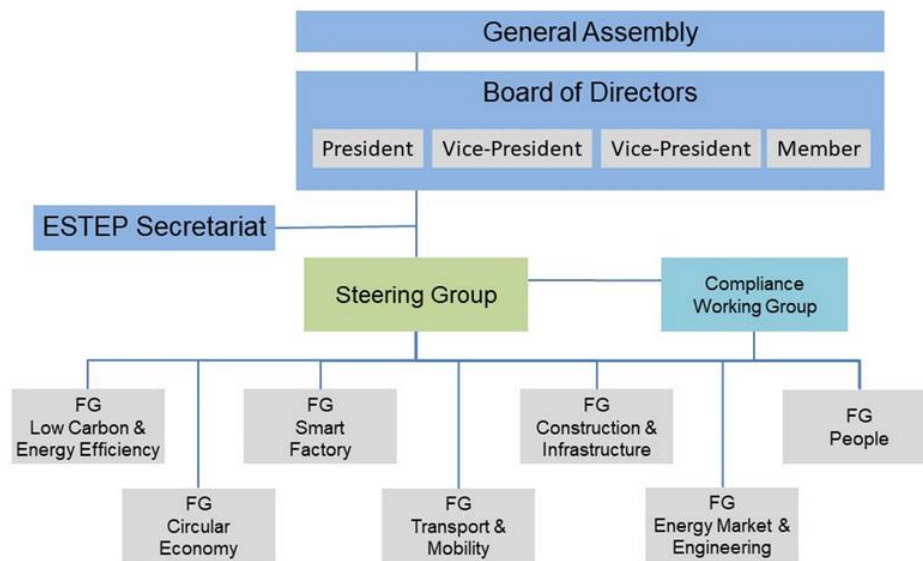 General Assembly
Board of Directors
President
Vice-President
Vice-President
Member
ESTEP Secretariat
Steering Group
Compliance
Working Group
FG
Low Carbon &
Energy Efficiency
FG
Smart
Factory
FG
Construction &
Infrastructure
FG
People
FG
Circular
Economy
FG
Transport &
Mobility
FG
Energy Market &
Engineering